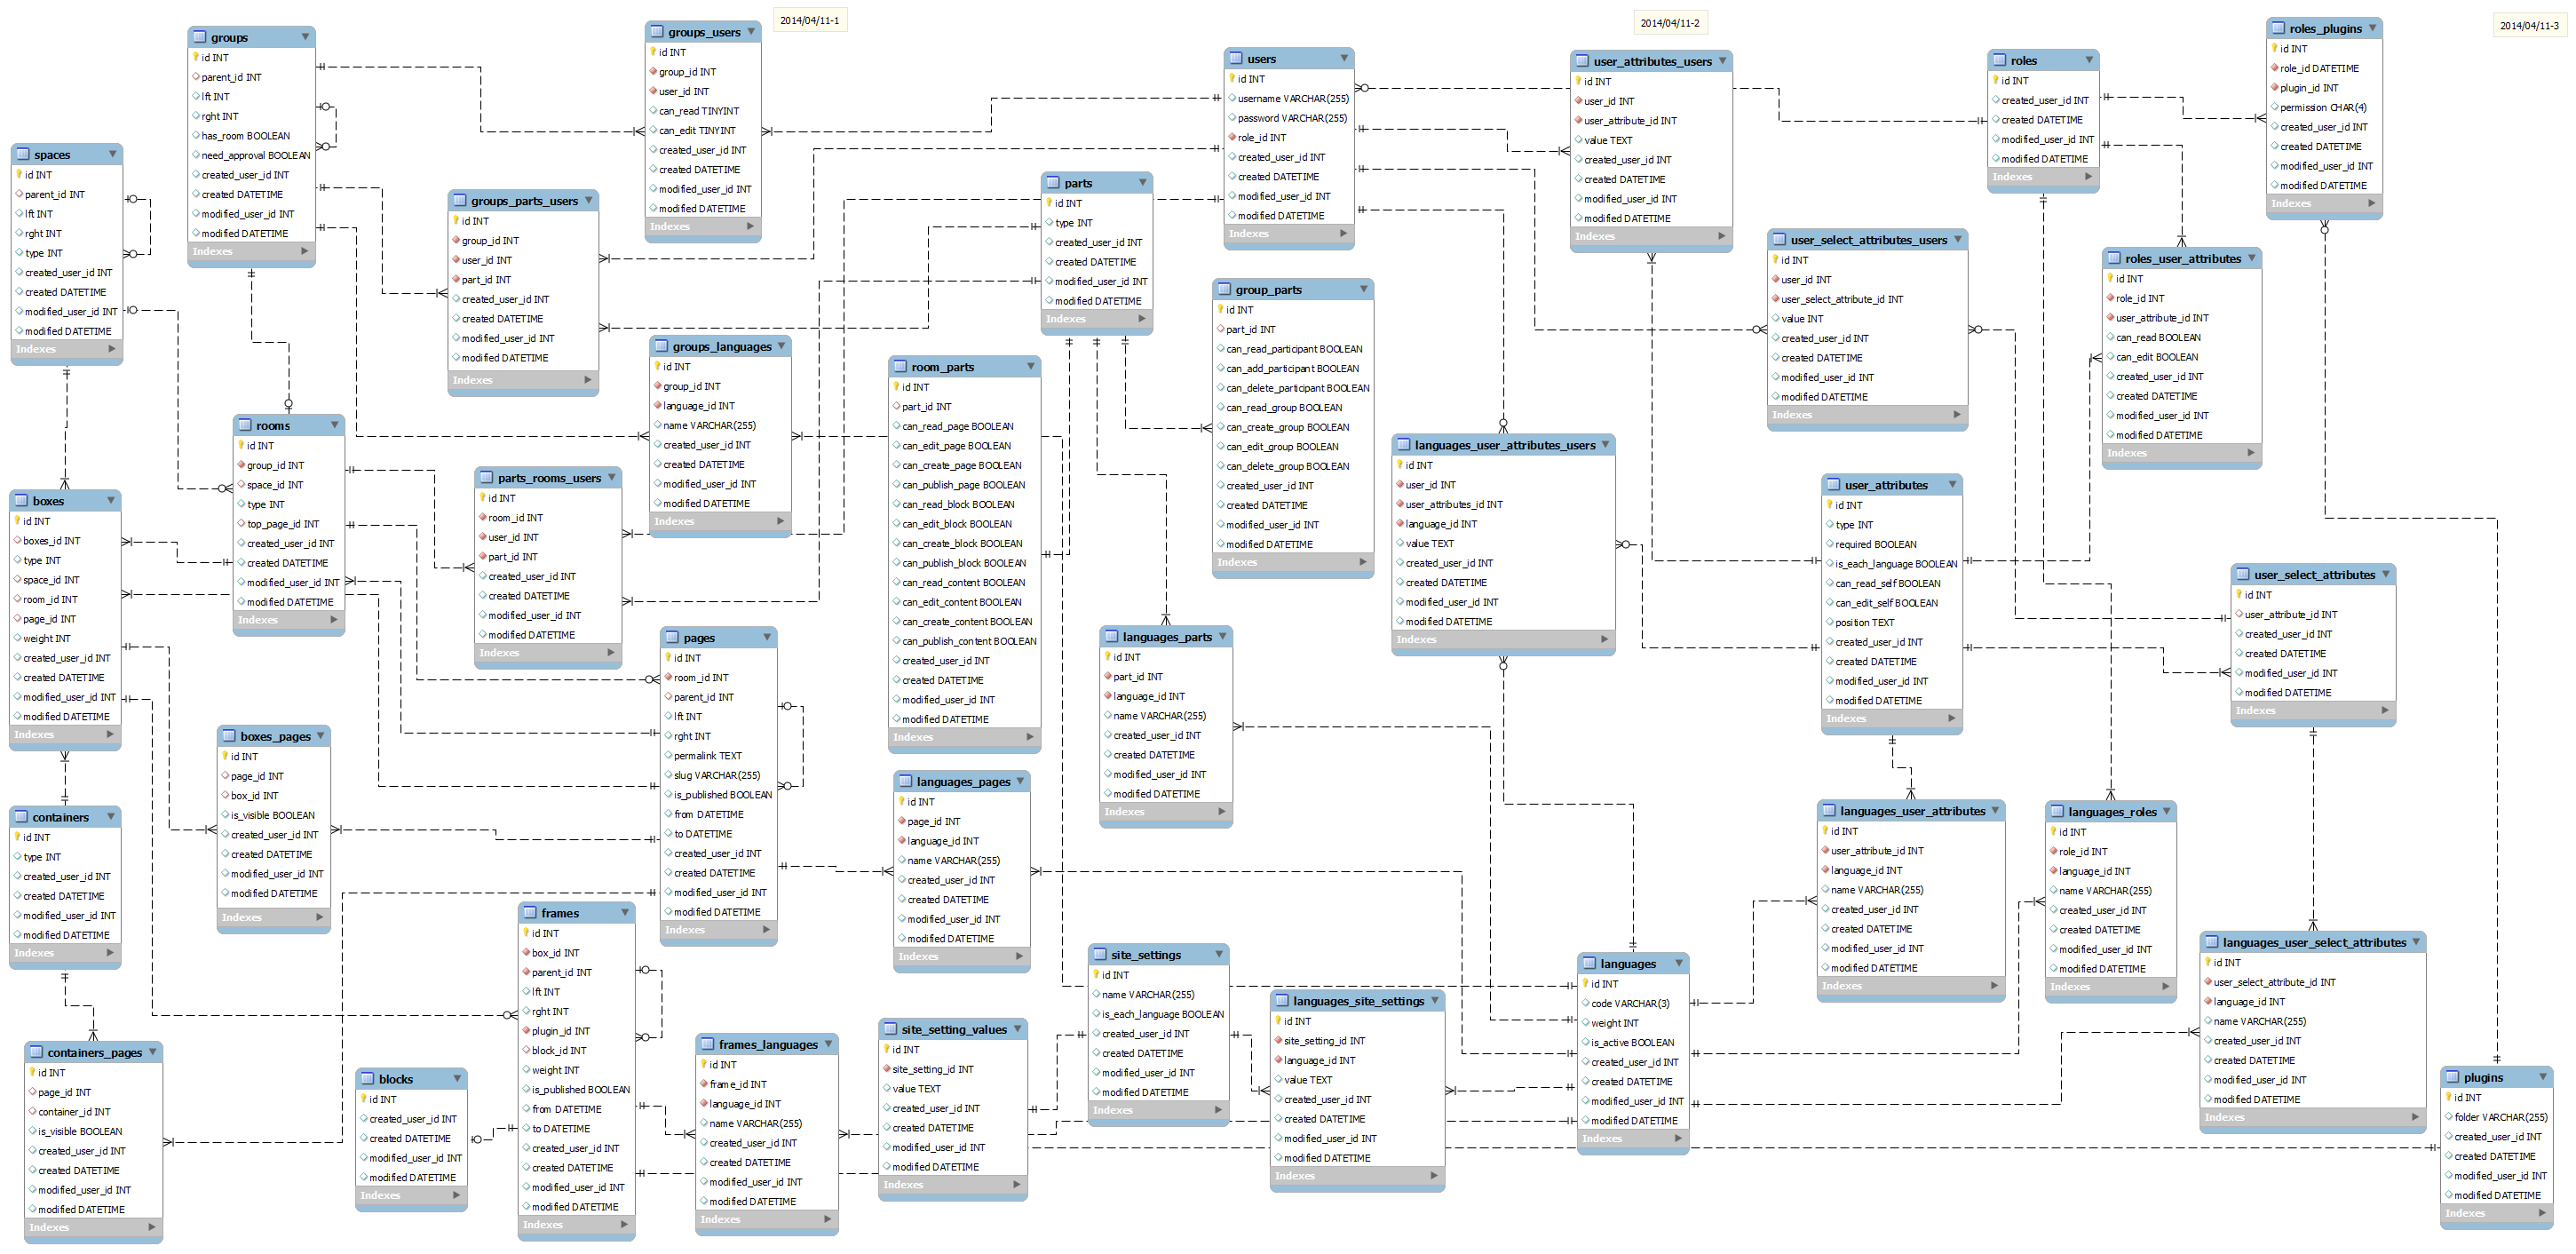 2014/04/11-1
2014/04/11-2
2014/04/11-3
groups
id INT
parent_id INT
lft INT
rght INT
has_room BOOLEAN
need_approval BOOLEAN
created_user_id INT
created DATETIME
modified_user_id INT
modified DATETIME
Indexes
groups_users
id INT
group_id INT
user_id INT
can_read TINYINT
can_edit TINYINT
created_user_id INT
created DATETIME
modified_user_id INT
modified DATETIME
Indexes
users
id INT
username VARCHAR(255)
password VARCHAR(255)
role_id INT
created_user_id INT
created DATETIME
modified_user_id INT
modified DATETIME
Indexes
user_attributes_users
id INT
user_id INT
user_attribute_id INT
value TEXT
created_user_id INT
created DATETIME
modified_user_id INT
modified DATETIME
Indexes
roles
id INT
created_user_id INT
created DATETIME
modified_user_id INT
modified DATETIME
Indexes
roles_plugins
id INT
role_id DATETIME
plugin_id INT
permission CHAR(4)
created_user_id INT
created DATETIME
modified_user_id INT
modified DATETIME
Indexes
spaces
id INT
parent_id INT
lft INT
rght INT
type INT
created_user_id INT
created DATETIME
modified_user_id INT
modified DATETIME
Indexes
groups_parts_users
id INT
group_id INT
user_id INT
part_id INT
created_user_id INT
created DATETIME
modified_user_id INT
modified DATETIME
Indexes
parts
id INT
type INT
created_user_id INT
created DATETIME
modified_user_id INT
modified DATETIME
Indexes
group_parts
id INT
part_id INT
can_read_participant BOOLEAN
can_add_participant BOOLEAN
can_delete_participant BOOLEAN
can_read_group BOOLEAN
can_create_group BOOLEAN
can_edit_group BOOLEAN
can_delete_group BOOLEAN
created_user_id INT
created DATETIME
modified_user_id INT
modified DATETIME
Indexes
user_select_attributes_users
id INT
user_id INT
user_select_attribute_id INT
value INT
created_user_id INT
created DATETIME
modified_user_id INT
modified DATETIME
Indexes
roles_user_attributes
id INT
role_id INT
user_attribute_id INT
can_read BOOLEAN
can_edit BOOLEAN
created_user_id INT
created DATETIME
modified_user_id INT
modified DATETIME
Indexes
groups_languages
id INT
group_id INT
language_id INT
name VARCHAR(255)
created_user_id INT
created DATETIME
modified_user_id INT
modified DATETIME
Indexes
room_parts
id INT
part_id INT
can_read_page BOOLEAN
can_edit_page BOOLEAN
can_create_page BOOLEAN
can_publish_page BOOLEAN
can_read_block BOOLEAN
can_edit_block BOOLEAN
can_create_block BOOLEAN
can_publish_block BOOLEAN
can_read_content BOOLEAN
can_edit_content BOOLEAN
can_create_content BOOLEAN
can_publish_content BOOLEAN
created_user_id INT
created DATETIME
modified_user_id INT
modified DATETIME
Indexes
rooms
id INT
group_id INT
space_id INT
type INT
top_page_id INT
created_user_id INT
created DATETIME
modified_user_id INT
modified DATETIME
Indexes
languages_user_attributes_users
id INT
user_id INT
user_attributes_id INT
language_id INT
value TEXT
created_user_id INT
created DATETIME
modified_user_id INT
modified DATETIME
Indexes
parts_rooms_users
id INT
room_id INT
user_id INT
part_id INT
created_user_id INT
created DATETIME
modified_user_id INT
modified DATETIME
Indexes
user_attributes
id INT
type INT
required BOOLEAN
is_each_language BOOLEAN
can_read_self BOOLEAN
can_edit_self BOOLEAN
position TEXT
created_user_id INT
created DATETIME
modified_user_id INT
modified DATETIME
Indexes
boxes
id INT
boxes_id INT
type INT
space_id INT
room_id INT
page_id INT
weight INT
created_user_id INT
created DATETIME
modified_user_id INT
modified DATETIME
Indexes
user_select_attributes
id INT
user_attribute_id INT
created_user_id INT
created DATETIME
modified_user_id INT
modified DATETIME
Indexes
pages
id INT
room_id INT
parent_id INT
lft INT
rght INT
permalink TEXT
slug VARCHAR(255)
is_published BOOLEAN
from DATETIME
to DATETIME
created_user_id INT
created DATETIME
modified_user_id INT
modified DATETIME
Indexes
languages_parts
id INT
part_id INT
language_id INT
name VARCHAR(255)
created_user_id INT
created DATETIME
modified_user_id INT
modified DATETIME
Indexes
boxes_pages
id INT
page_id INT
box_id INT
is_visible BOOLEAN
created_user_id INT
created DATETIME
modified_user_id INT
modified DATETIME
Indexes
languages_pages
id INT
page_id INT
language_id INT
name VARCHAR(255)
created_user_id INT
created DATETIME
modified_user_id INT
modified DATETIME
Indexes
languages_user_attributes
id INT
user_attribute_id INT
language_id INT
name VARCHAR(255)
created_user_id INT
created DATETIME
modified_user_id INT
modified DATETIME
Indexes
languages_roles
id INT
role_id INT
language_id INT
name VARCHAR(255)
created_user_id INT
created DATETIME
modified_user_id INT
modified DATETIME
Indexes
containers
id INT
type INT
created_user_id INT
created DATETIME
modified_user_id INT
modified DATETIME
frames
id INT
box_id INT
parent_id INT
lft INT
rght INT
plugin_id INT
block_id INT
weight INT
is_published BOOLEAN
from DATETIME
to DATETIME
created_user_id INT
created DATETIME
modified_user_id INT
modified DATETIME
Indexes
languages_user_select_attributes
id INT
user_select_attribute_id INT
language_id INT
name VARCHAR(255)
created_user_id INT
created DATETIME
modified_user_id INT
modified DATETIME
Indexes
site_settings
id INT
name VARCHAR(255)
is_each_language BOOLEAN
created_user_id INT
created DATETIME
modified_user_id INT
modified DATETIME
Indexes
languages
id INT
code VARCHAR(3)
weight INT
is_active BOOLEAN
created_user_id INT
created DATETIME
modified_user_id INT
modified DATETIME
Indexes
languages_site_settings
id INT
site_setting_id INT
language_id INT
value TEXT
created_user_id INT
created DATETIME
modified_user_id INT
modified DATETIME
Indexes
site_setting_values
id INT
site_setting_id INT
value TEXT
created_user_id INT
created DATETIME
modified_user_id INT
modified DATETIME
Indexes
frames_languages
id INT
frame_id INT
language_id INT
name VARCHAR(255)
created_user_id INT
created DATETIME
modified_user_id INT
modified DATETIME
Indexes
containers_pages
id INT
page_id INT
container_id INT
is_visible BOOLEAN
created_user_id INT
created DATETIME
modified_user_id INT
modified DATETIME
Indexes
blocks
id INT
created_user_id INT
created DATETIME
modified_user_id INT
modified DATETIME
Indexes
plugins
id INT
folder VARCHAR(255)
created_user_id INT
created DATETIME
modified_user_id INT
modified DATETIME
Indexes